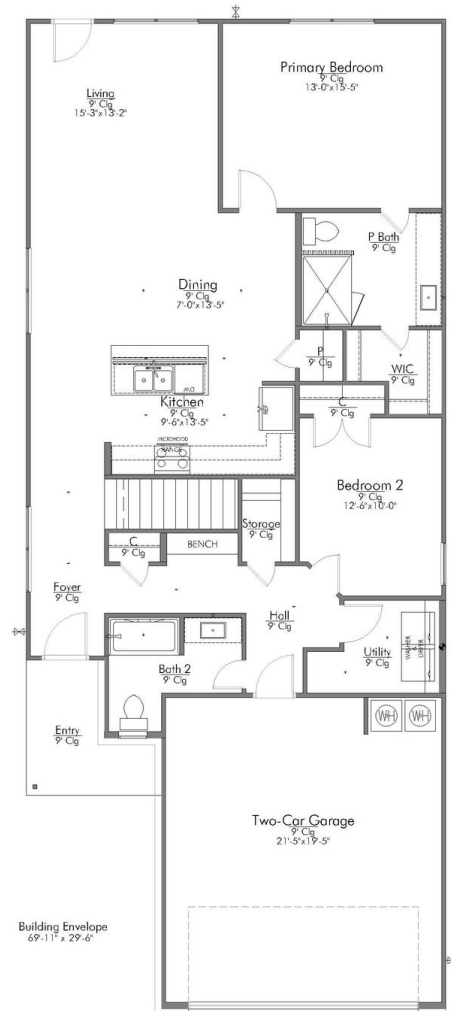 Primary Bedroom
9' Clg
13'-0"x15'-5"
Living
9' Clg
15'-3"x13'-2"
P Bath
9' Clg
Dining
9' Clg
7'-0"x13'-5"
P
9' Clg
WIC
9' Clg
D.W.
Kitchen
9' Clg
9'-6"x13'-5"
REF
C
9' Clg
MICROHOOD
RANGE
Bedroom 2
9' Clg
12'-6"x10'-0"
Storage
9' Clg
C
9' Clg
BENCH
Foyer
9' Clg
Hall
9' Clg
Utility
9' Clg
WASHER
&
DRYER
Bath 2
9' Clg
WH
WH
Entry
9' Clg
Two-Car Garage
9' Clg
21'-5"x19'-5"
Building Envelope
69'-11" x 29'-6"